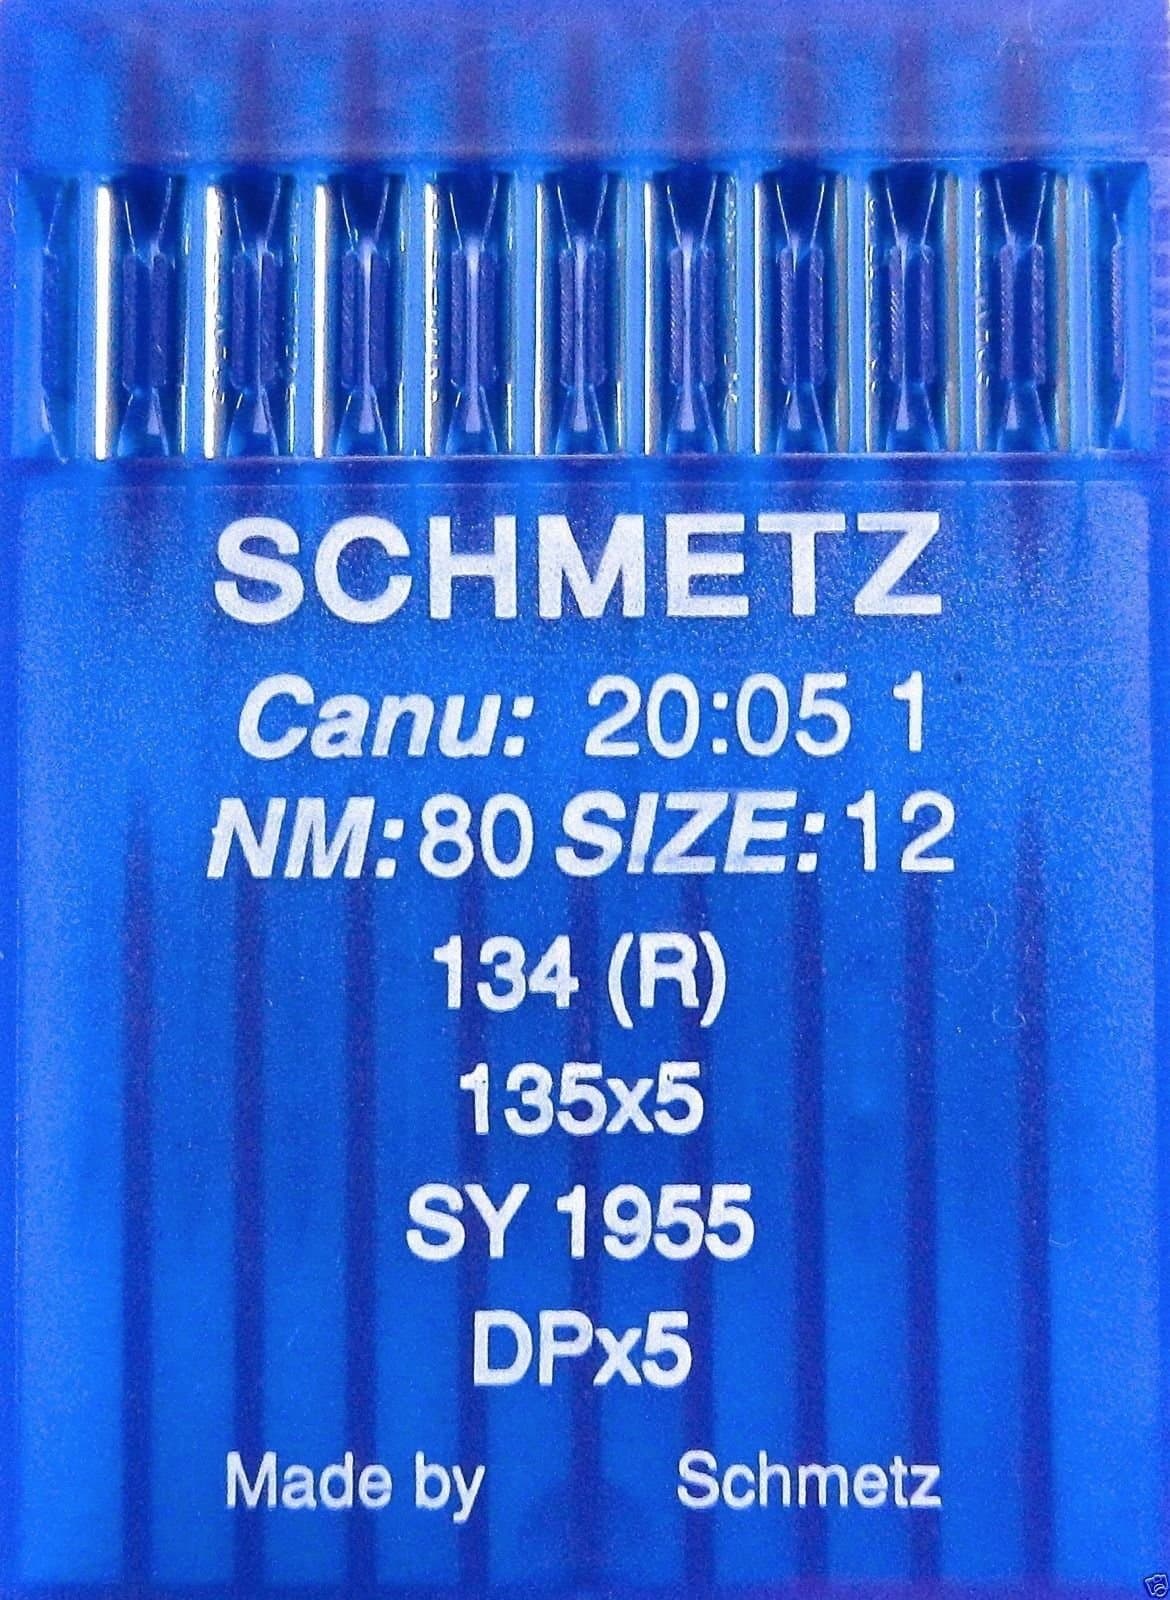 SCHMETZ
Canu: 20:05 1
NM:80 SIZE:12
134 (R)
135x5
SY 1955
DPx5
Made by Schmetz